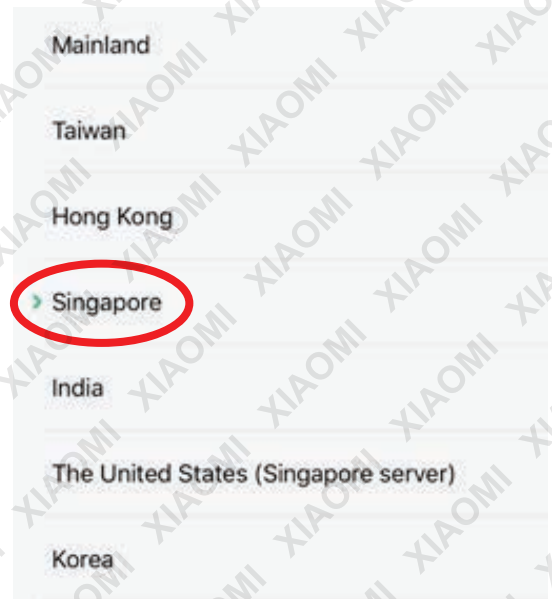 Mainland
Taiwan
Hong Kong
Singapore
India
The United States (Singapore server)
Korea
XIAOMI